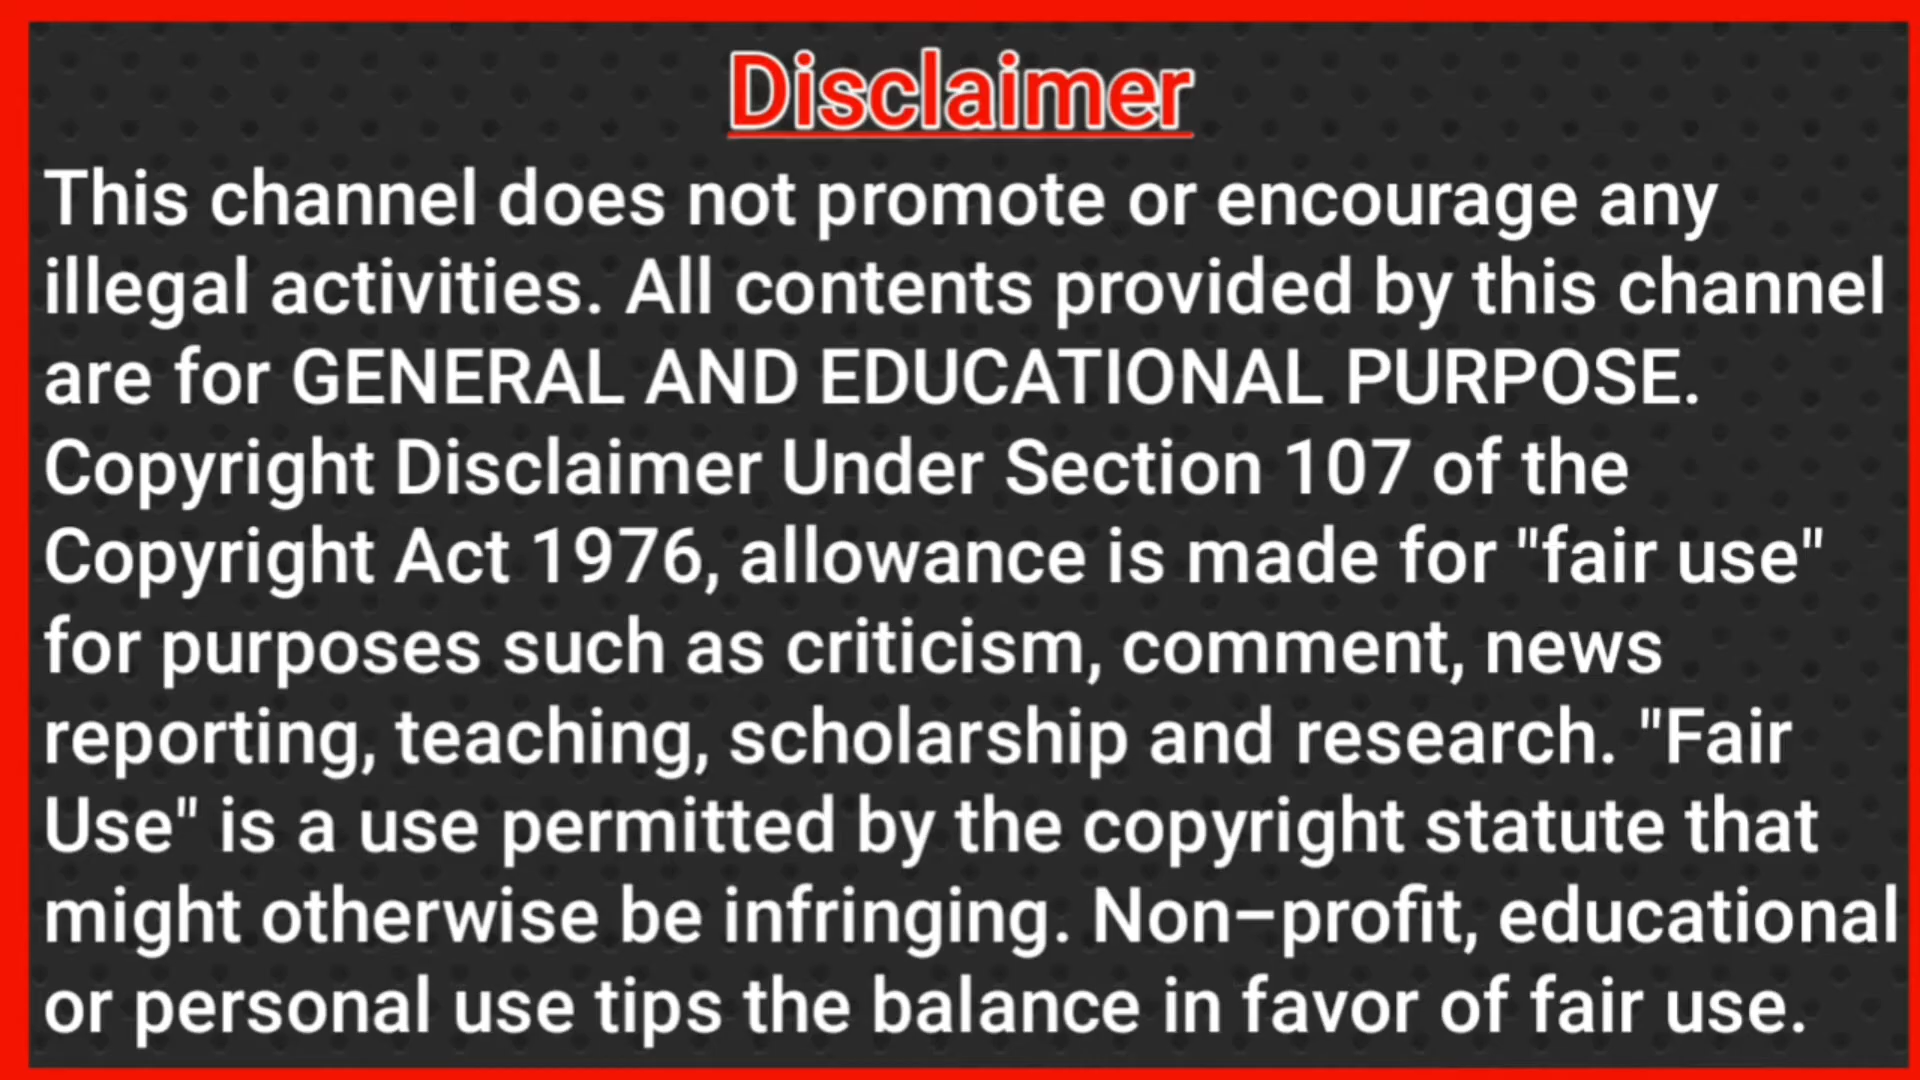 Disclaimer
This channel does not promote or encourage any
illegal activities. All contents provided by this channel
are for GENERAL AND EDUCATIONAL PURPOSE.
Copyright Disclaimer Under Section 107 of the
Copyright Act 1976, allowance is made for "fair use"
for purposes such as criticism, comment, news
reporting, teaching, scholarship and research. "Fair
Use" is a use permitted by the copyright statute that
might otherwise be infringing. Non–profit, educational
or personal use tips the balance in favor of fair use.